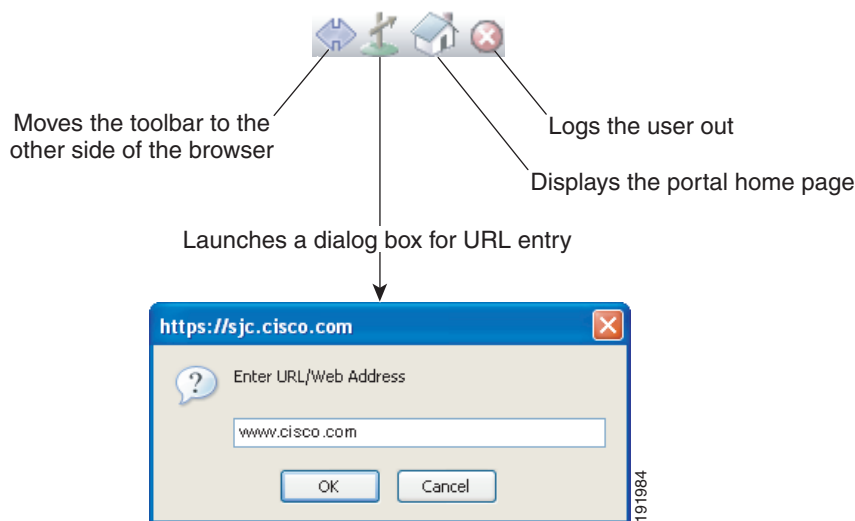 Moves the toolbar to the
other side of the browser
Logs the user out
Displays the portal home page
Launches a dialog box for URL entry
https://sjc.cisco.com
Enter URL/Web Address
www.cisco.com
OK
Cancel
191984